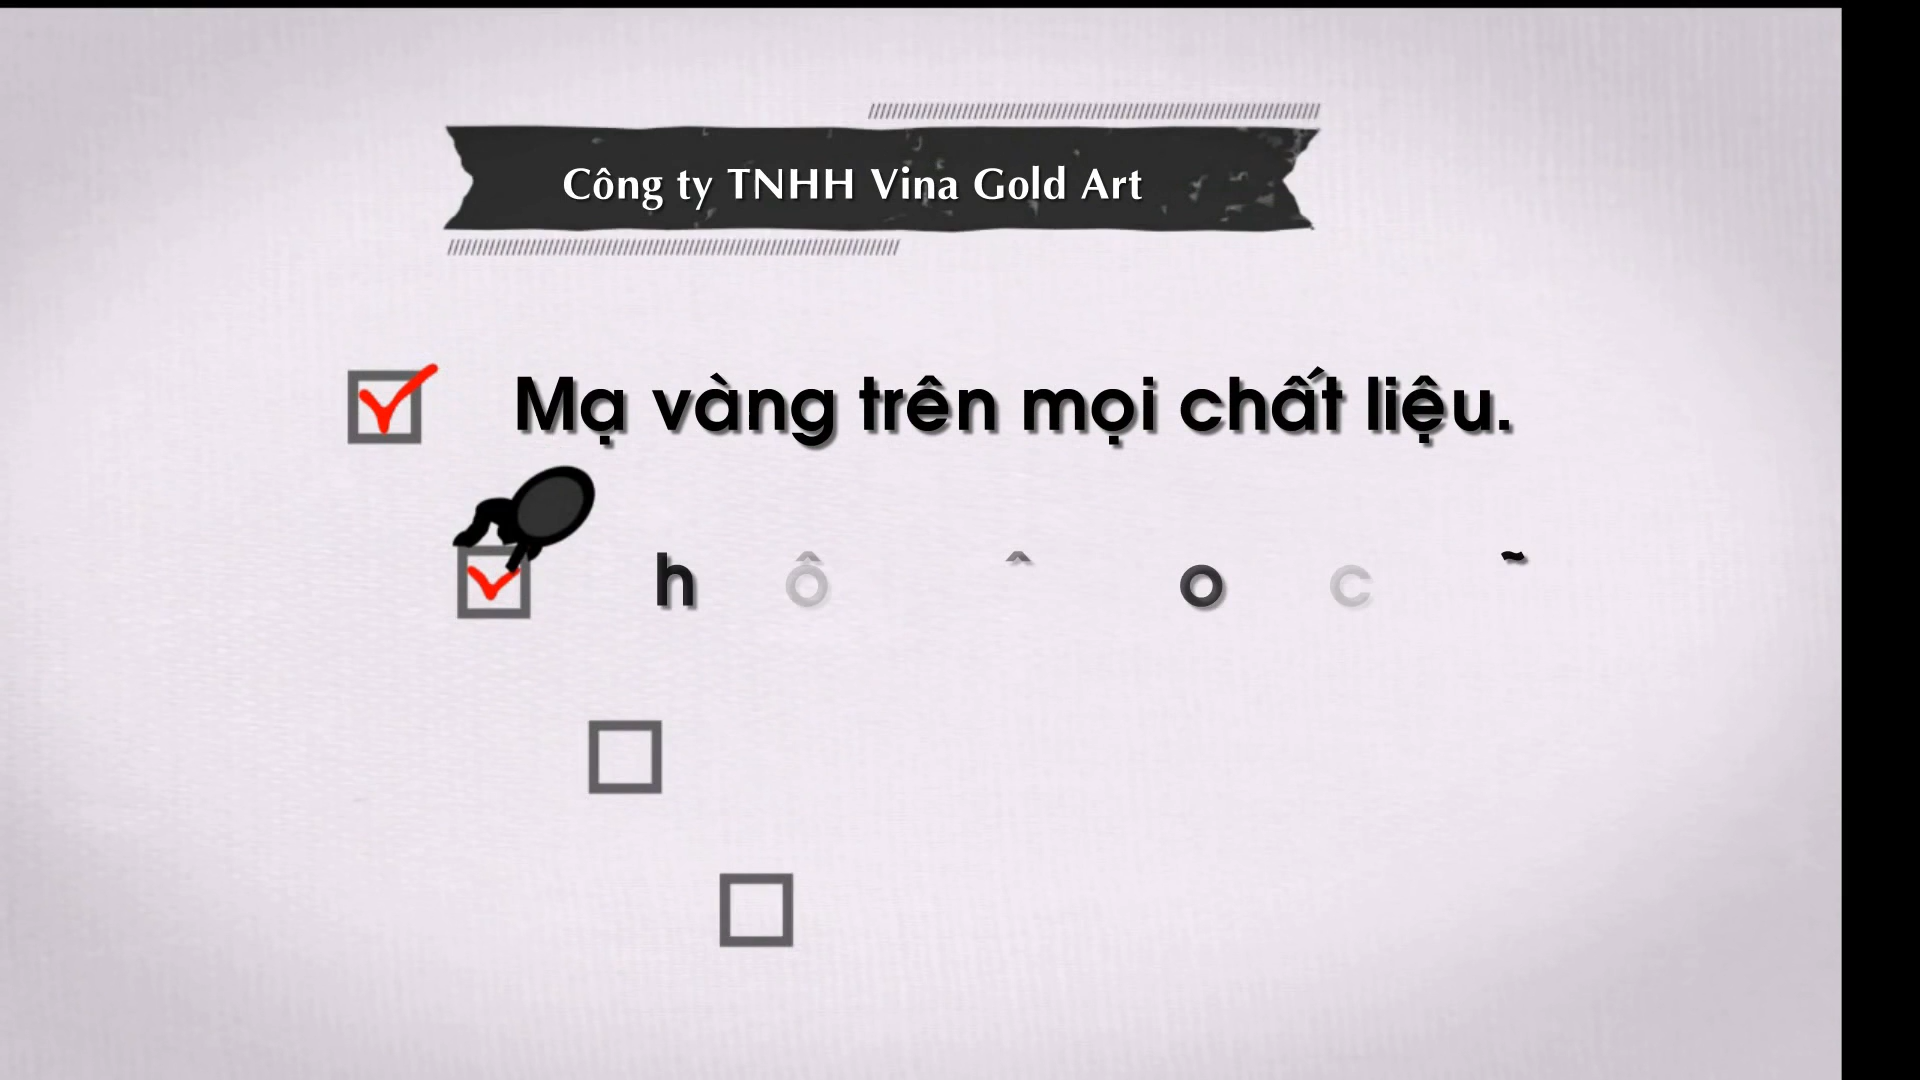 Công ty TNHH Vina Gold Art
Mạ vàng trên mọi chất liệu.